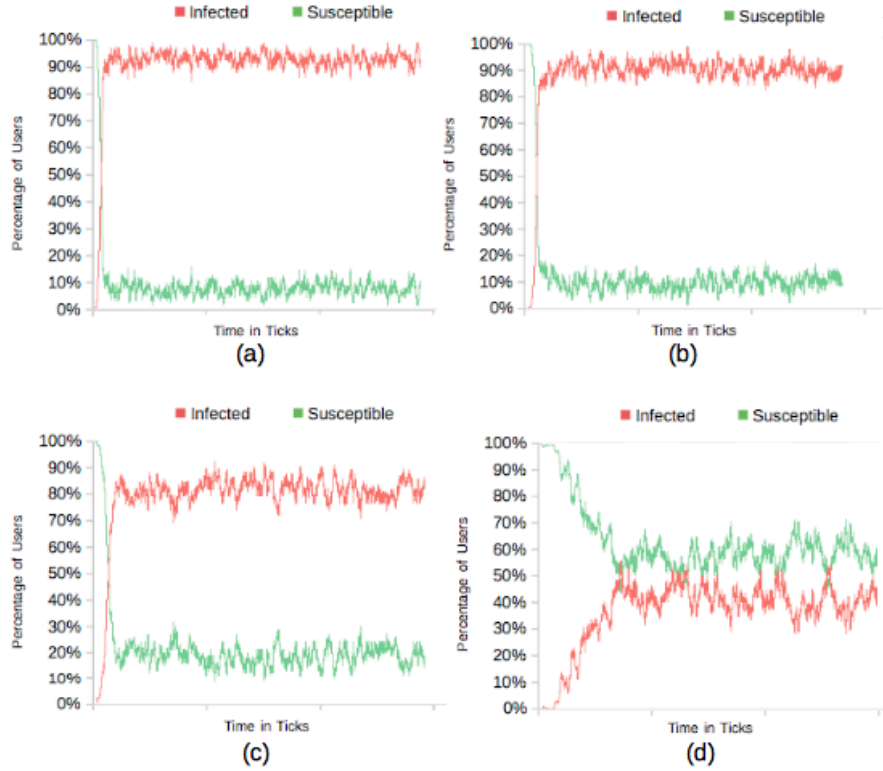 Infected Susceptible
100%
90%
80%
70%
60%
50%
40%
30%
20%
10%
0%
Percentage of Users
Time in Ticks
(a)
Infected Susceptible
100%
90%
80%
70%
60%
50%
40%
30%
20%
10%
0%
Percentage of Users
Time in Ticks
(b)
Infected Susceptible
100%
90%
80%
70%
60%
50%
40%
30%
20%
10%
0%
Percentage of Users
Time in Ticks
(c)
Infected Susceptible
100%
90%
80%
70%
60%
50%
40%
30%
20%
10%
0%
Percentage of Users
Time in Ticks
(d)